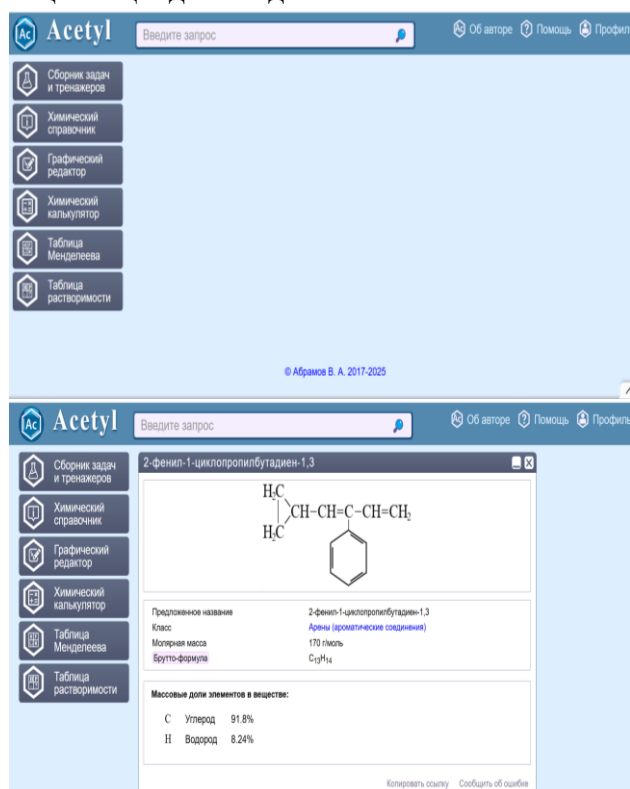 Ac Acetyl Введите запрос Об авторе Помощь
Сборник задач
и тренажеров
Химический
справочник
Графический
редактор
Химический
калькулятор
Таблица
Менделеева
Таблица
растворимости
© Абрамов В. А. 2017-2025
Ac Acetyl Введите запрос Об авторе Помощь Профиль
Сборник задач
и тренажеров
Химический
справочник
Графический
редактор
Химический
калькулятор
Таблица
Менделеева
Таблица
растворимости
2-фенил-1-циклопропилбутадиен-1,3
H₂C
CH-CH=C-CH=CH₂
H₂C
Предложенное название 2-фенил-1-циклопропилбутадиен-1,3
Класс Арены (ароматические соединения)
Молярная масса 170 г/моль
Брутто-формула C₁₃H₁₄
Массовые доли элементов в веществе:
C Углерод 91.8%
H Водород 8.24%
Копировать ссылку Сообщить об ошибке